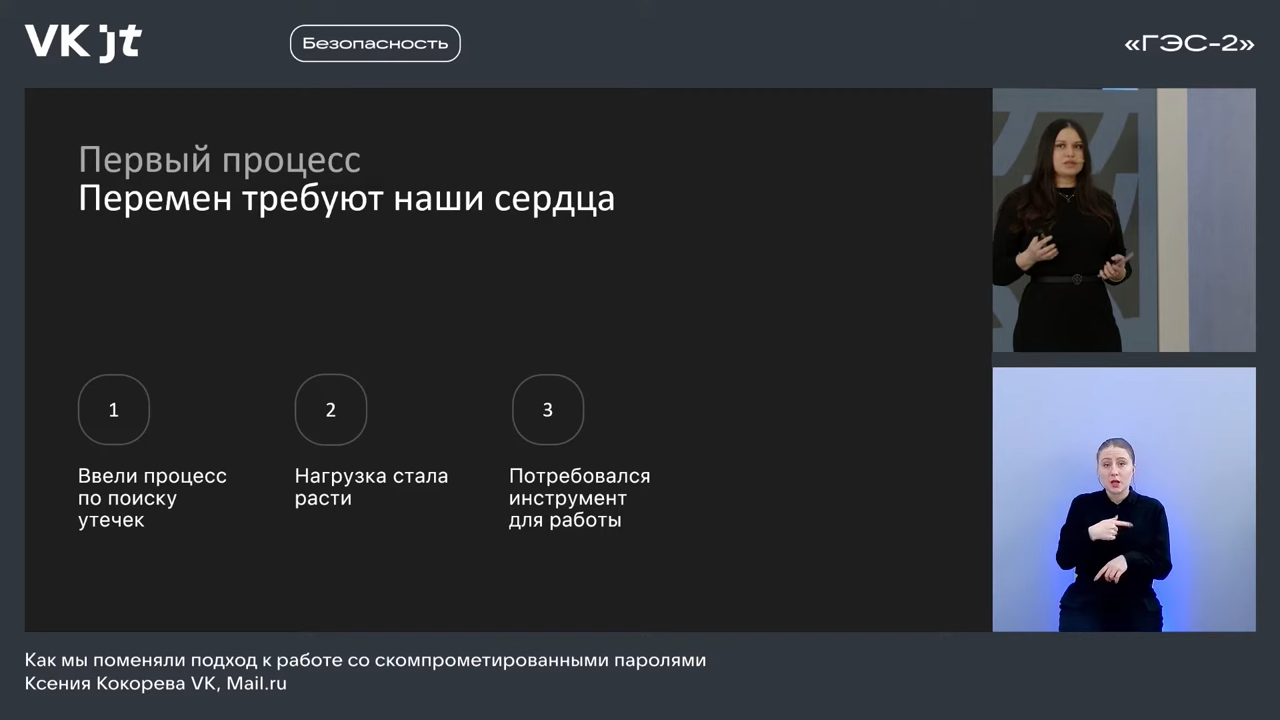 VK jt
Безопасность
«ГЭС-2»
Первый процесс
Перемен требуют наши сердца
1
Ввели процесс
по поиску
утечек
2
Нагрузка стала
расти
3
Потребовался
инструмент
для работы
Как мы поменяли подход к работе со скомпрометированными паролями
Ксения Кокорева VK, Mail.ru